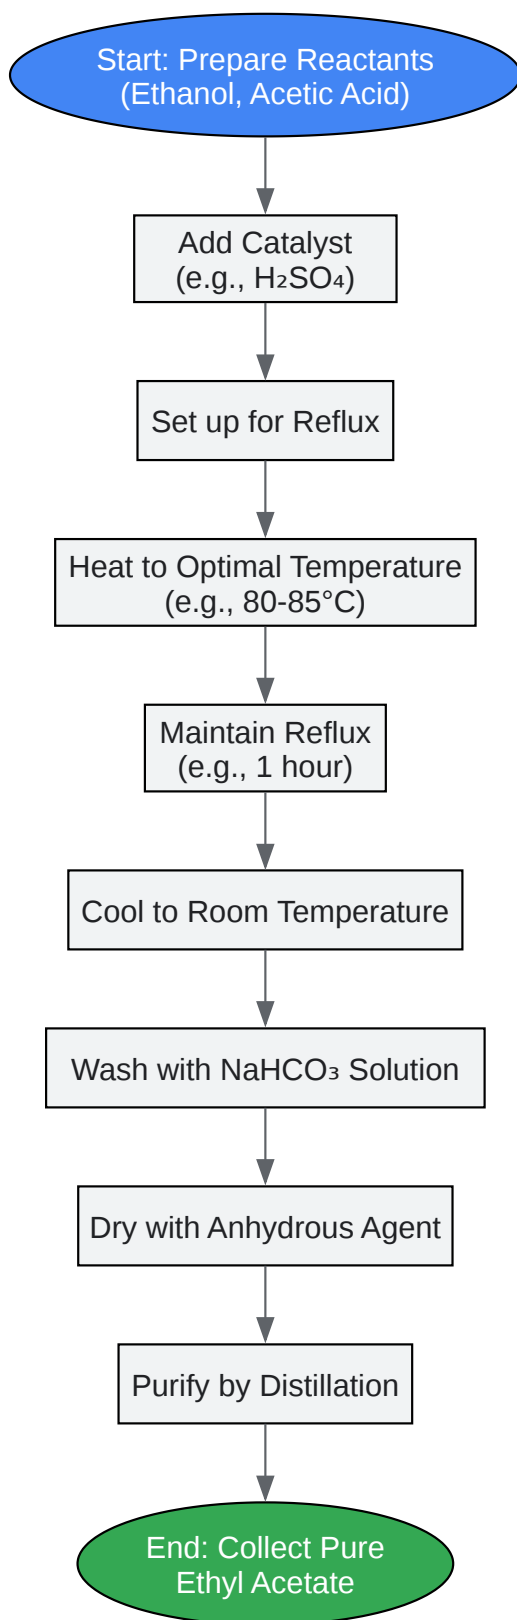 Start: Prepare Reactants
(Ethanol, Acetic Acid)
Add Catalyst
(e.g., H₂SO₄)
Set up for Reflux
Heat to Optimal Temperature
(e.g., 80-85°C)
Maintain Reflux
(e.g., 1 hour)
Cool to Room Temperature
Wash with NaHCO₃ Solution
Dry with Anhydrous Agent
Purify by Distillation
End: Collect Pure
Ethyl Acetate